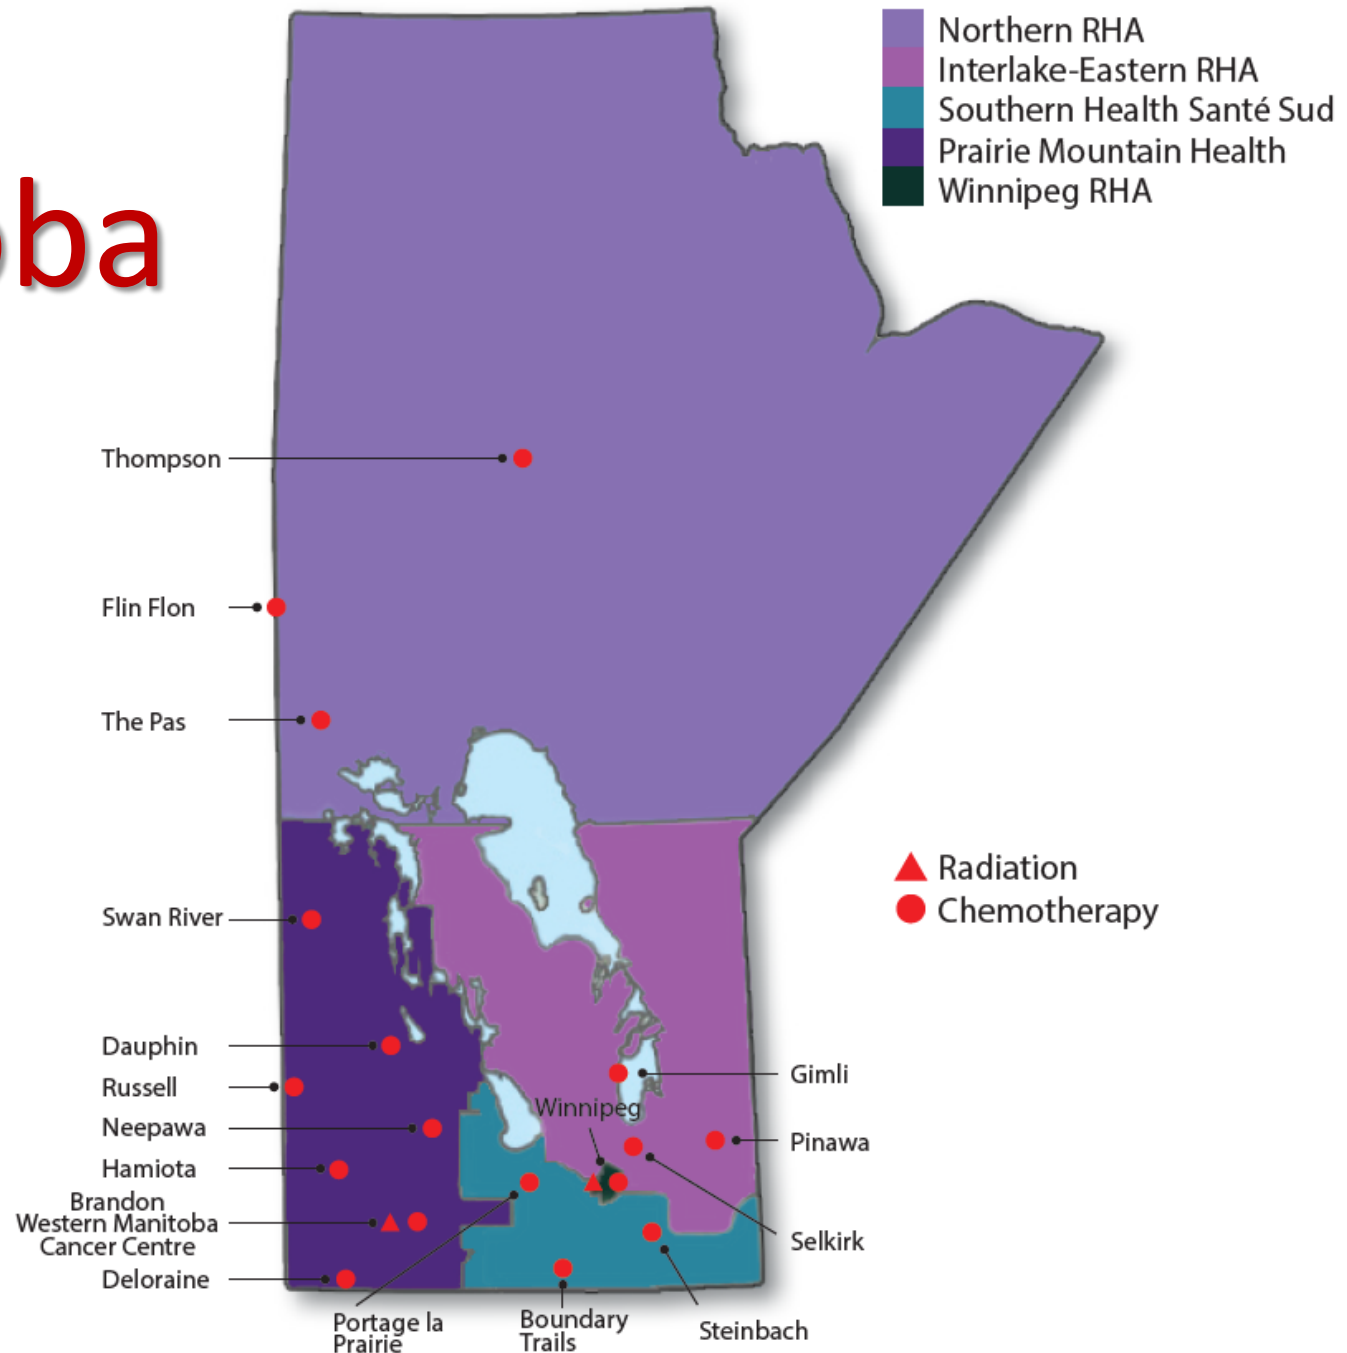 Northern RHA
Interlake-Eastern RHA
Southern Health Santé Sud
Prairie Mountain Health
Winnipeg RHA
Thompson
Flin Flon
The Pas
Radiation
Chemotherapy
Swan River
Dauphin
Russell
Neepawa
Hamiota
Brandon
Western Manitoba
Cancer Centre
Deloraine
Winnipeg
Gimli
Pinawa
Selkirk
Portage la
Prairie
Boundary
Trails
Steinbach